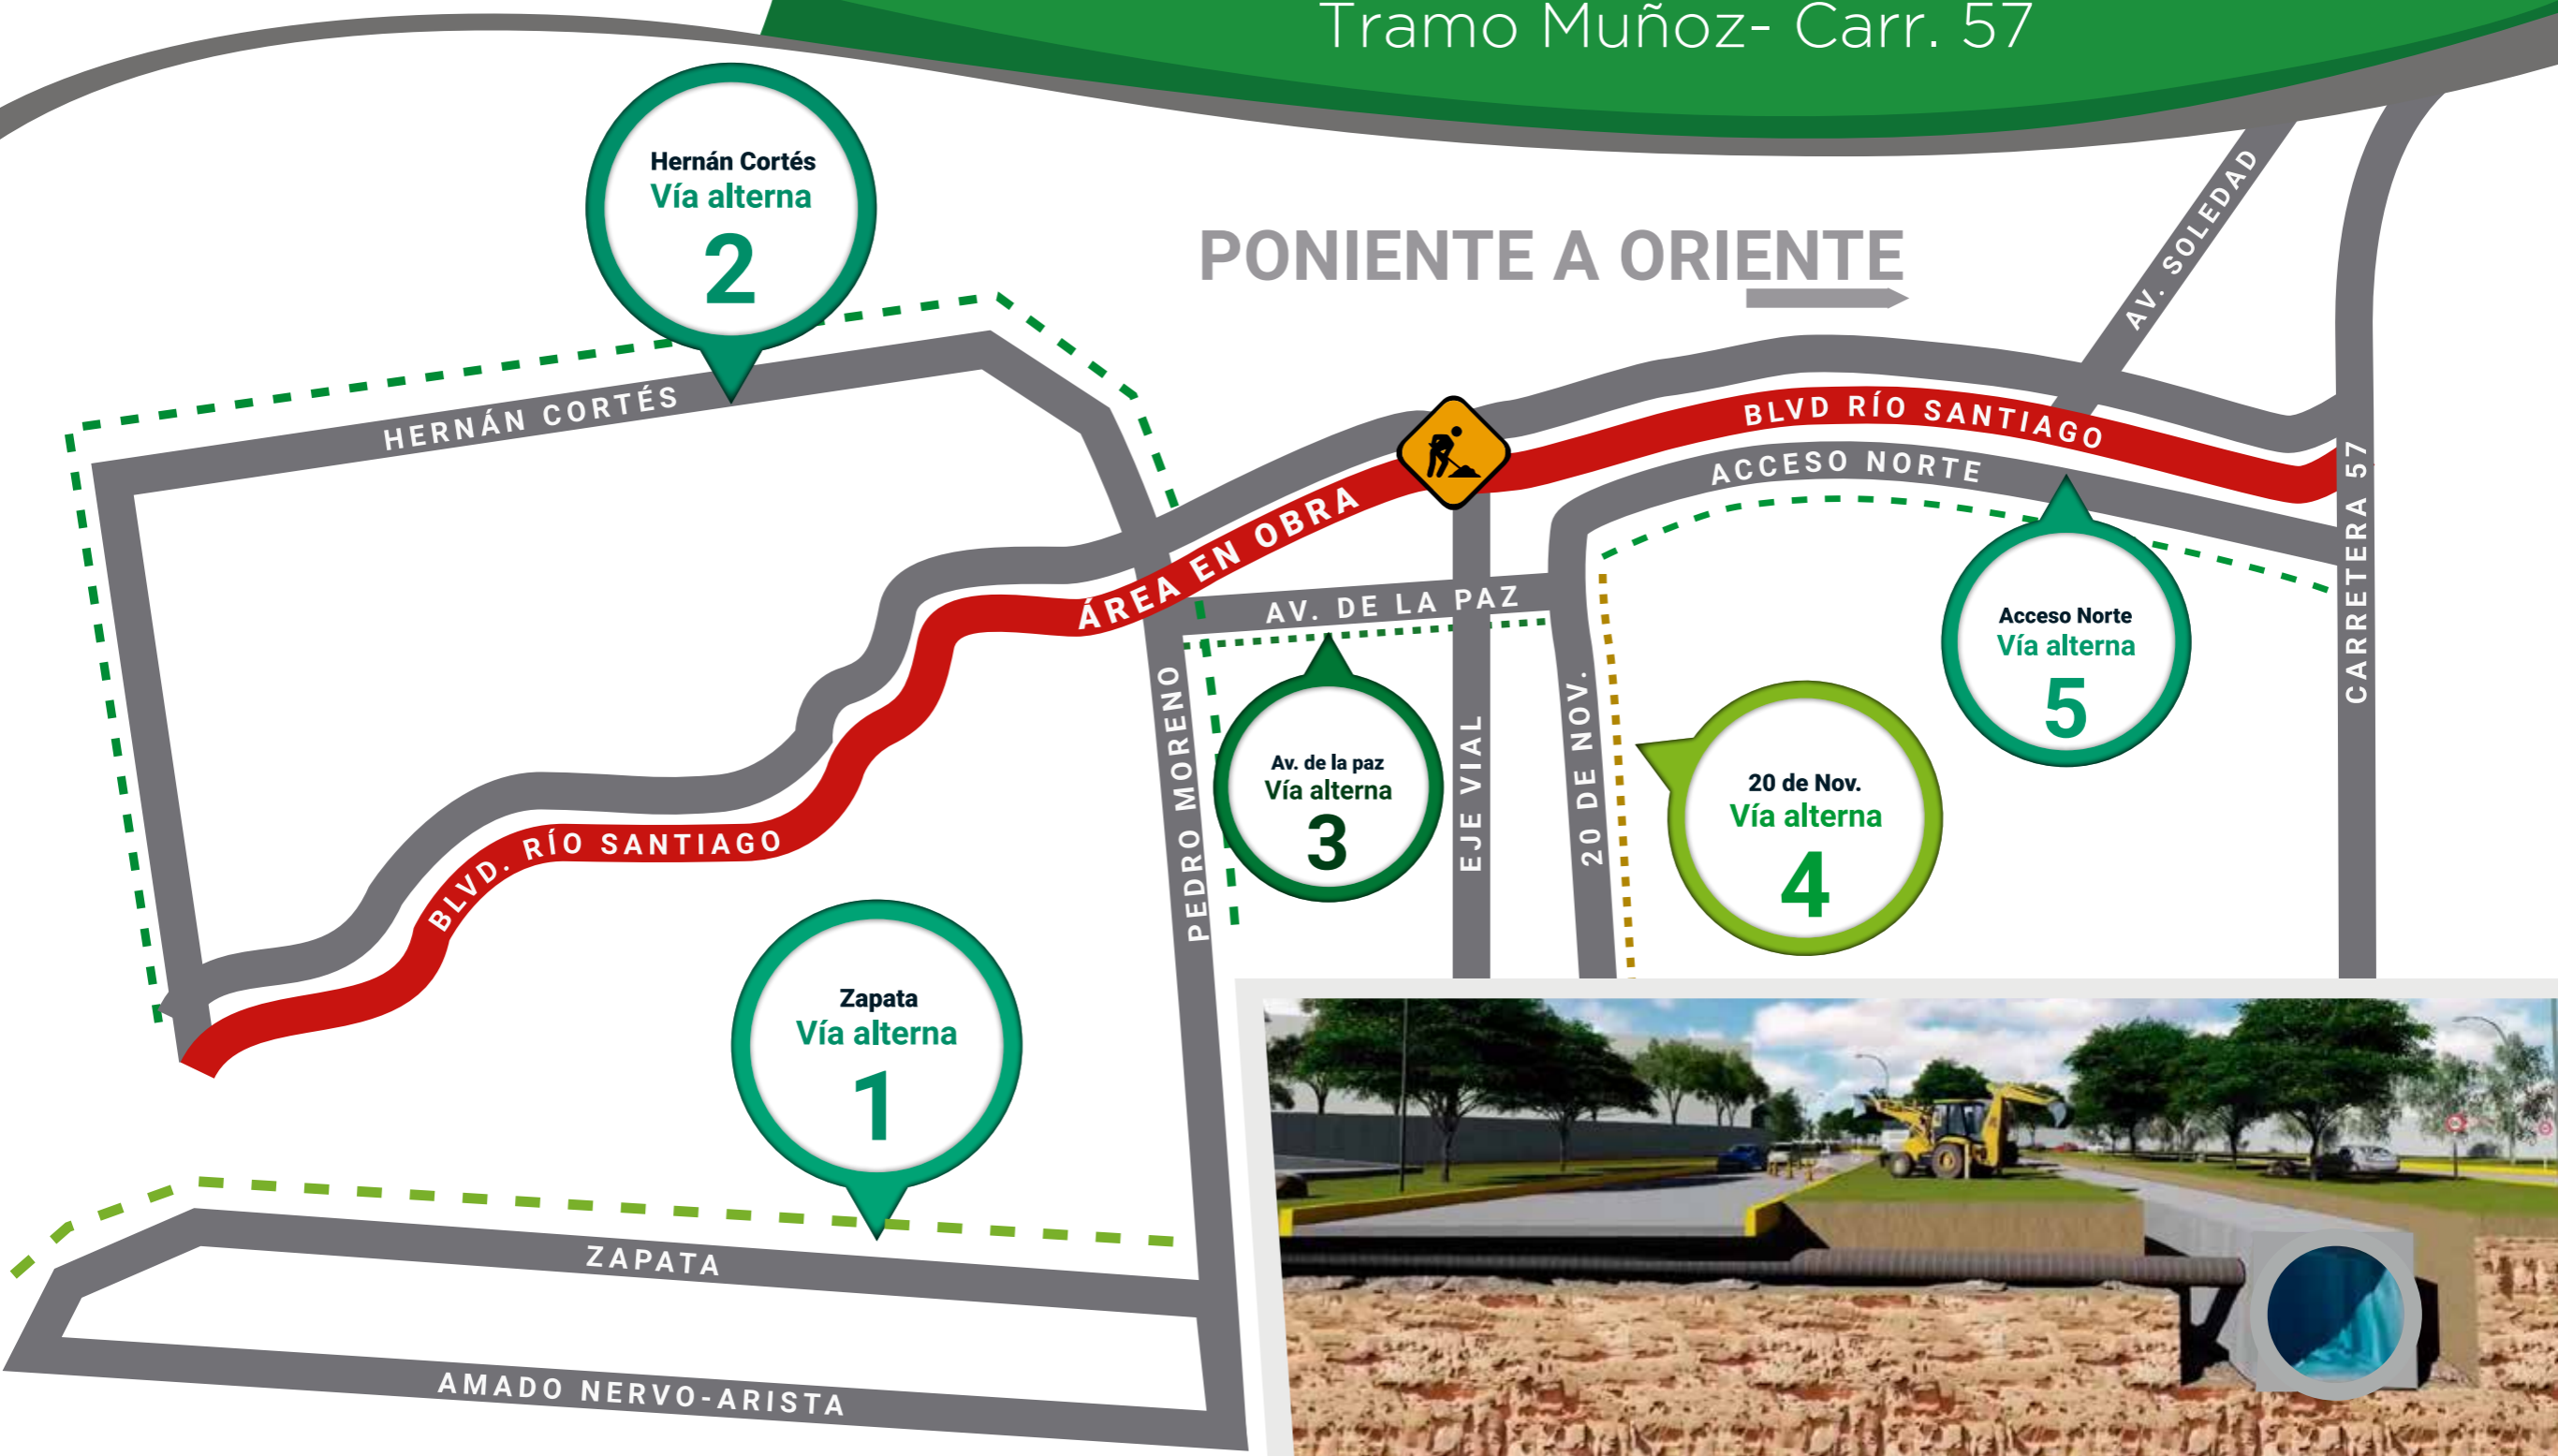 Tramo Muñoz- Carr. 57
Hernán Cortés
Vía alterna
2
PONIENTE A ORIENTE
AV. SOLEDAD
HERNÁN CORTÉS
BLVD RÍO SANTIAGO
ACCESO NORTE
CARRETERA 57
ÁREA EN OBRA
AV. DE LA PAZ
Acceso Norte
Vía alterna
5
PEDRO MORENO
Av. de la paz
Vía alterna
3
EJE VIAL
20 DE NOV.
20 de Nov.
Vía alterna
4
BLVD. RÍO SANTIAGO
Zapata
Vía alterna
1
ZAPATA
AMADO NERVO-ARISTA